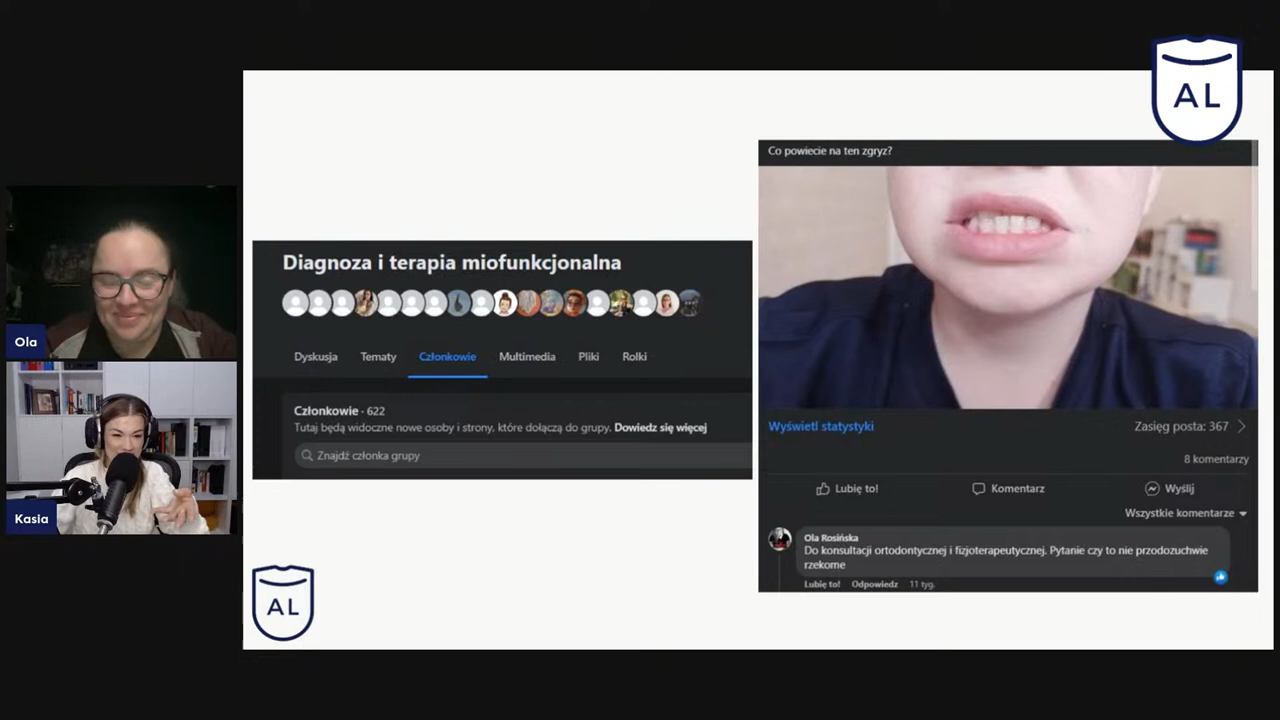 AL
Ola
Kasia
Diagnoza i terapia miofunkcjonalna
Dyskusja Tematy Członkowie Multimedia Pliki Rolki
Członkowie · 622
Tutaj będą widoczne nowe osoby i strony, które dołączą do grupy. Dowiedz się więcej
Znajdź członka grupy
AL
Co powiecie na ten zgryz?
Wyświetl statystyki
Zasięg posta: 367
8 komentarzy
Lubię to! Komentarz Wyślij
Wszystkie komentarze
Ola Rosińska
Do konsultacji ortodontycznej i fizjoterapeutycznej. Pytanie czy to nie przodozuchwie
rzekome
Lubię to! Odpowiedz 11 tyg.